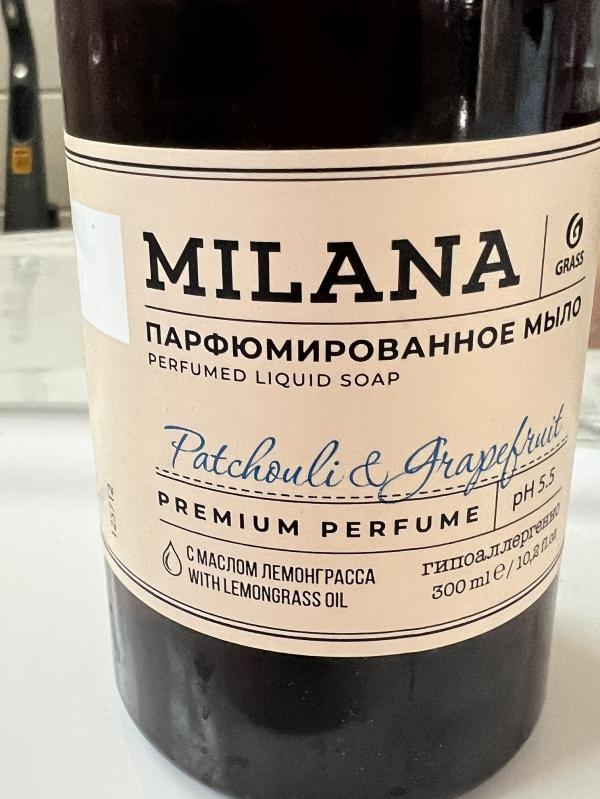 MILANA
GRASS
ПАРФЮМИРОВАННОЕ МЫЛО
PERFUMED LIQUID SOAP
Patchouli & Grapefruit
PREMIUM PERFUME
pH 5.5
С МАСЛОМ ЛЕМОНГРАССА
WITH LEMONGRASS OIL
гипоаллергенно
300 ml e / 10,2 fl.oz